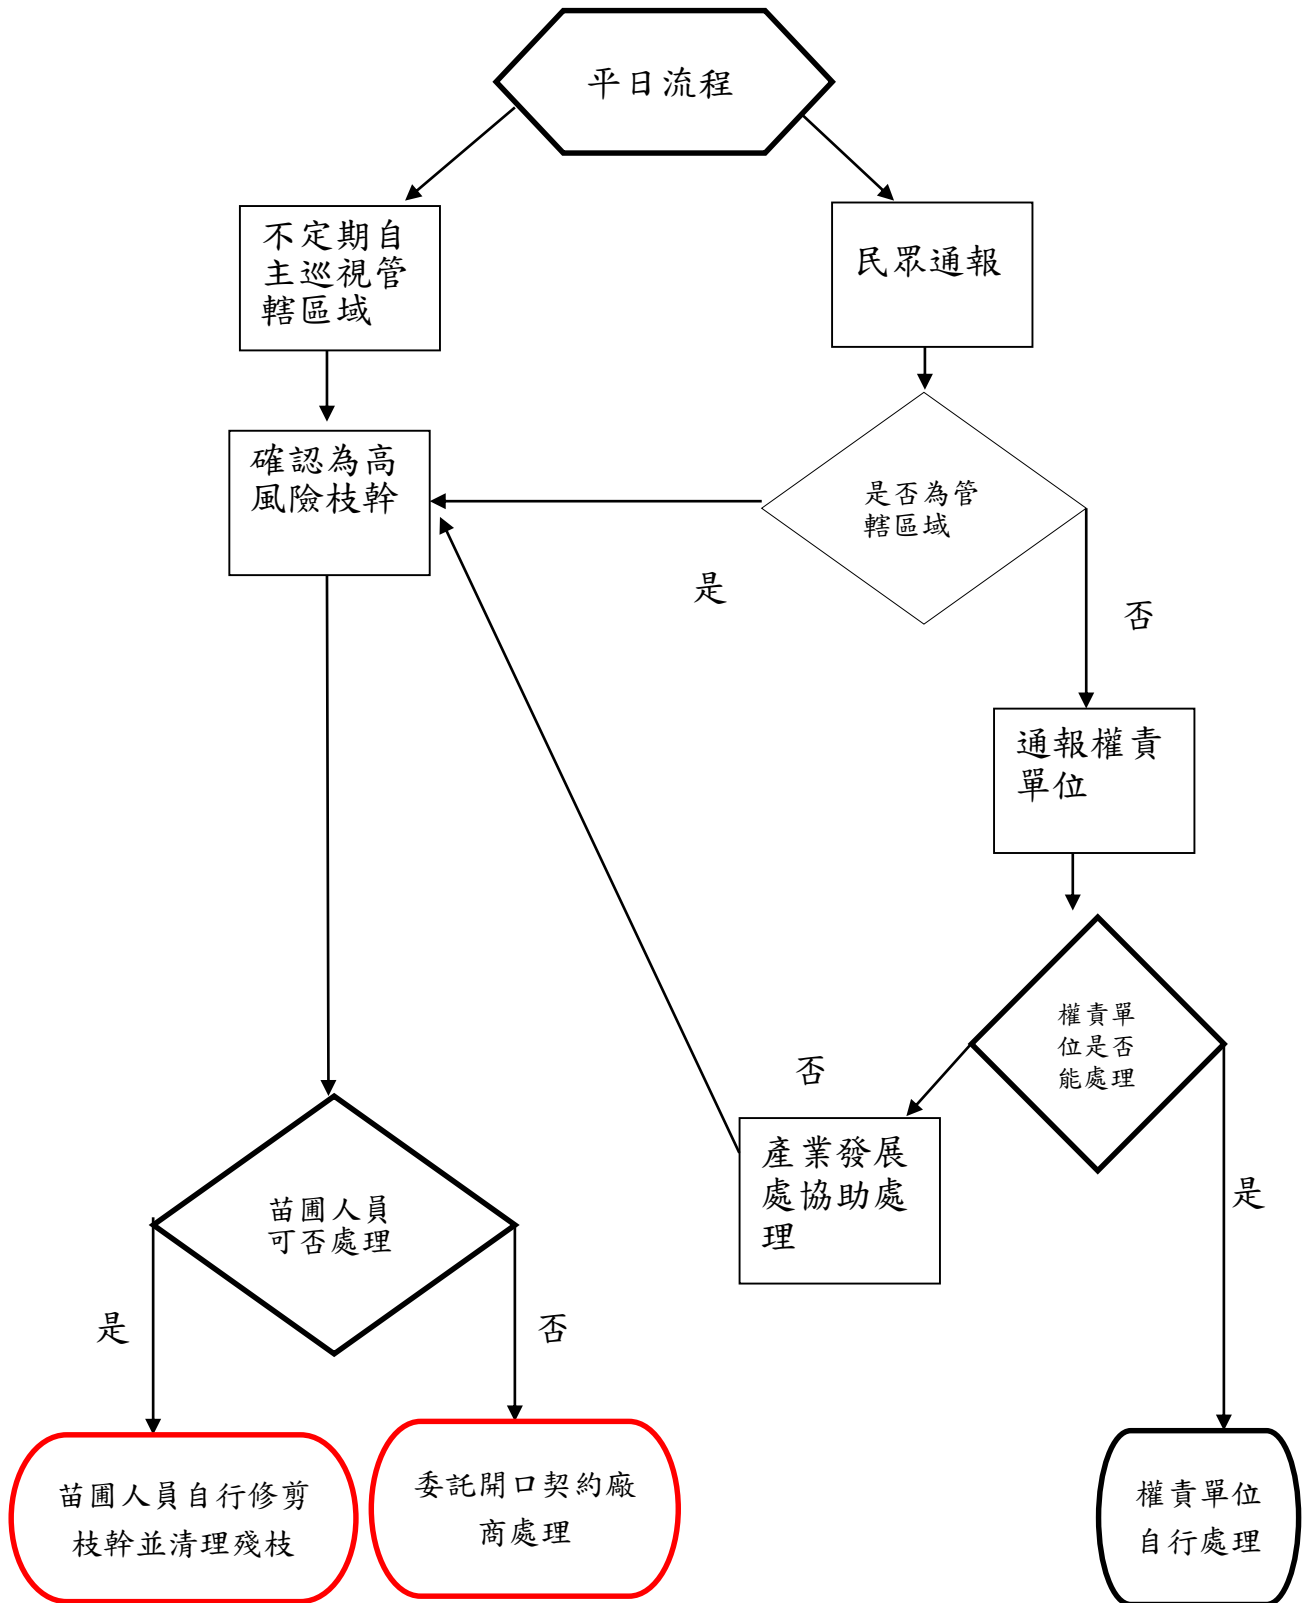 平日流程
不定期自
主巡視管
轄區域
民眾通報
確認為高
風險枝幹
是否為管
轄區域
是
否
通報權責
單位
權責單
位是否
能處理
否
產業發展
處協助處
理
是
苗圃人員
可否處理
是
否
苗圃人員自行修剪
枝幹並清理殘枝
委託開口契約廠
商處理
權責單位
自行處理